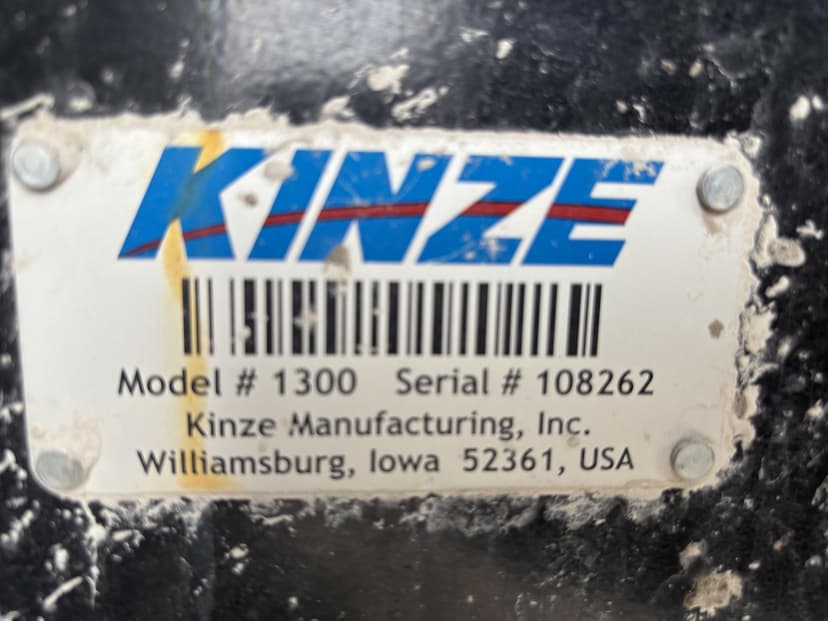 KINZE
Model # 1300 Serial # 108262
Kinze Manufacturing, Inc.
Williamsburg, Iowa 52361, USA